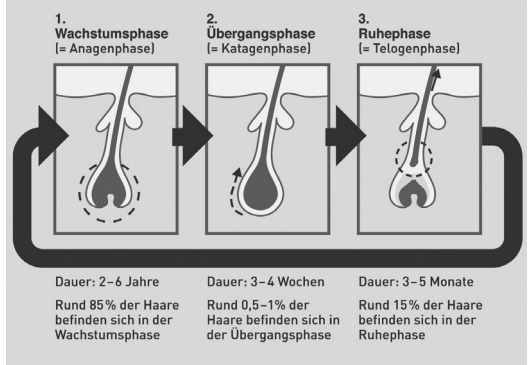 1.
Wachstumsphase
(= Anagenphase)
2.
Übergangsphase
(= Katagenphase)
3.
Ruhephase
(= Telogenphase)
Dauer: 2–6 Jahre
Rund 85% der Haare
befinden sich in der
Wachstumsphase
Dauer: 3–4 Wochen
Rund 0,5–1% der
Haare befinden sich in
der Übergangsphase
Dauer: 3–5 Monate
Rund 15% der Haare
befinden sich in der
Ruhephase